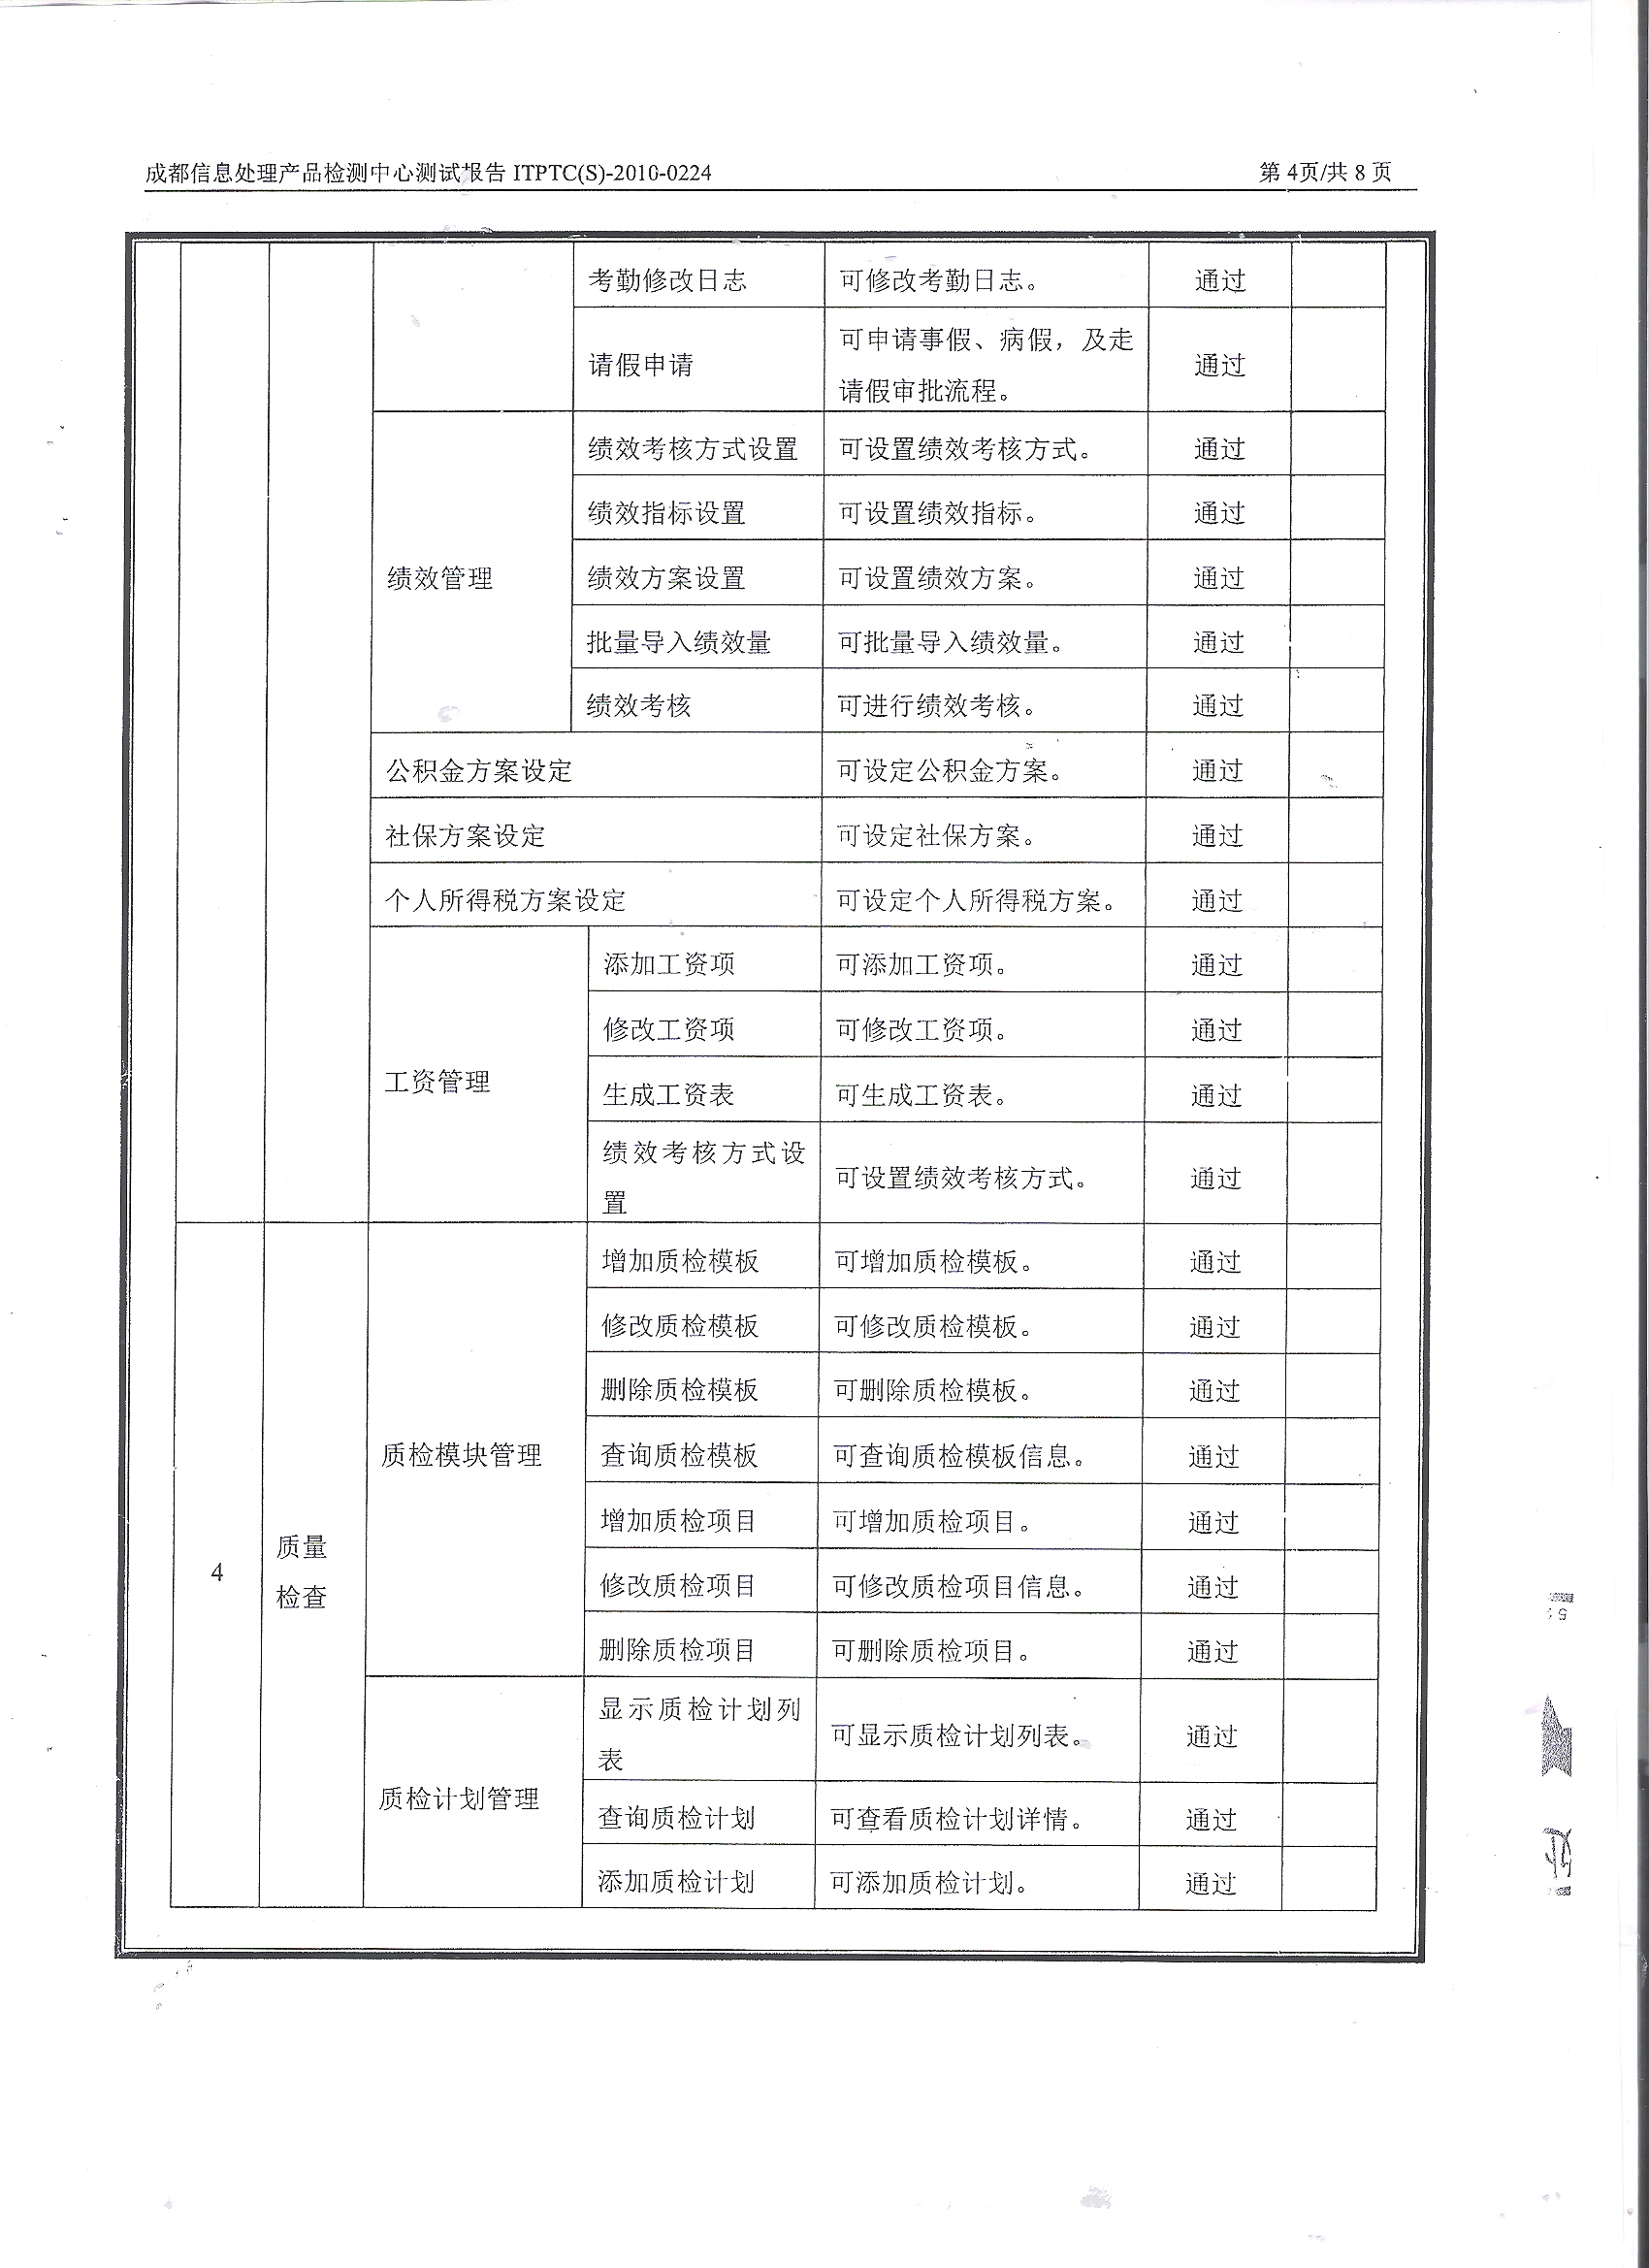 成都信息处理产品检测中心测试报告 ITPTC(S)-2010-0224 第 4页/共 8 页
考勤修改日志 可修改考勤日志。 通过
请假申请 可申请事假、病假，及走
请假审批流程。 通过
绩效管理
绩效考核方式设置 可设置绩效考核方式。 通过
绩效指标设置 可设置绩效指标。 通过
绩效方案设置 可设置绩效方案。 通过
批量导入绩效量 可批量导入绩效量。 通过
绩效考核 可进行绩效考核。 通过
公积金方案设定 可设定公积金方案。 通过
社保方案设定 可设定社保方案。 通过
个人所得税方案设定 可设定个人所得税方案。 通过
工资管理
添加工资项 可添加工资项。 通过
修改工资项 可修改工资项。 通过
生成工资表 可生成工资表。 通过
绩效考核方式设
置 可设置绩效考核方式。 通过
4
质量
检查
质检模块管理
增加质检模板 可增加质检模板。 通过
修改质检模板 可修改质检模板。 通过
删除质检模板 可删除质检模板。 通过
查询质检模板 可查询质检模板信息。 通过
增加质检项目 可增加质检项目。 通过
修改质检项目 可修改质检项目信息。 通过
删除质检项目 可删除质检项目。 通过
质检计划管理
显示质检计划列
表 可显示质检计划列表。 通过
查询质检计划 可查看质检计划详情。 通过
添加质检计划 可添加质检计划。 通过